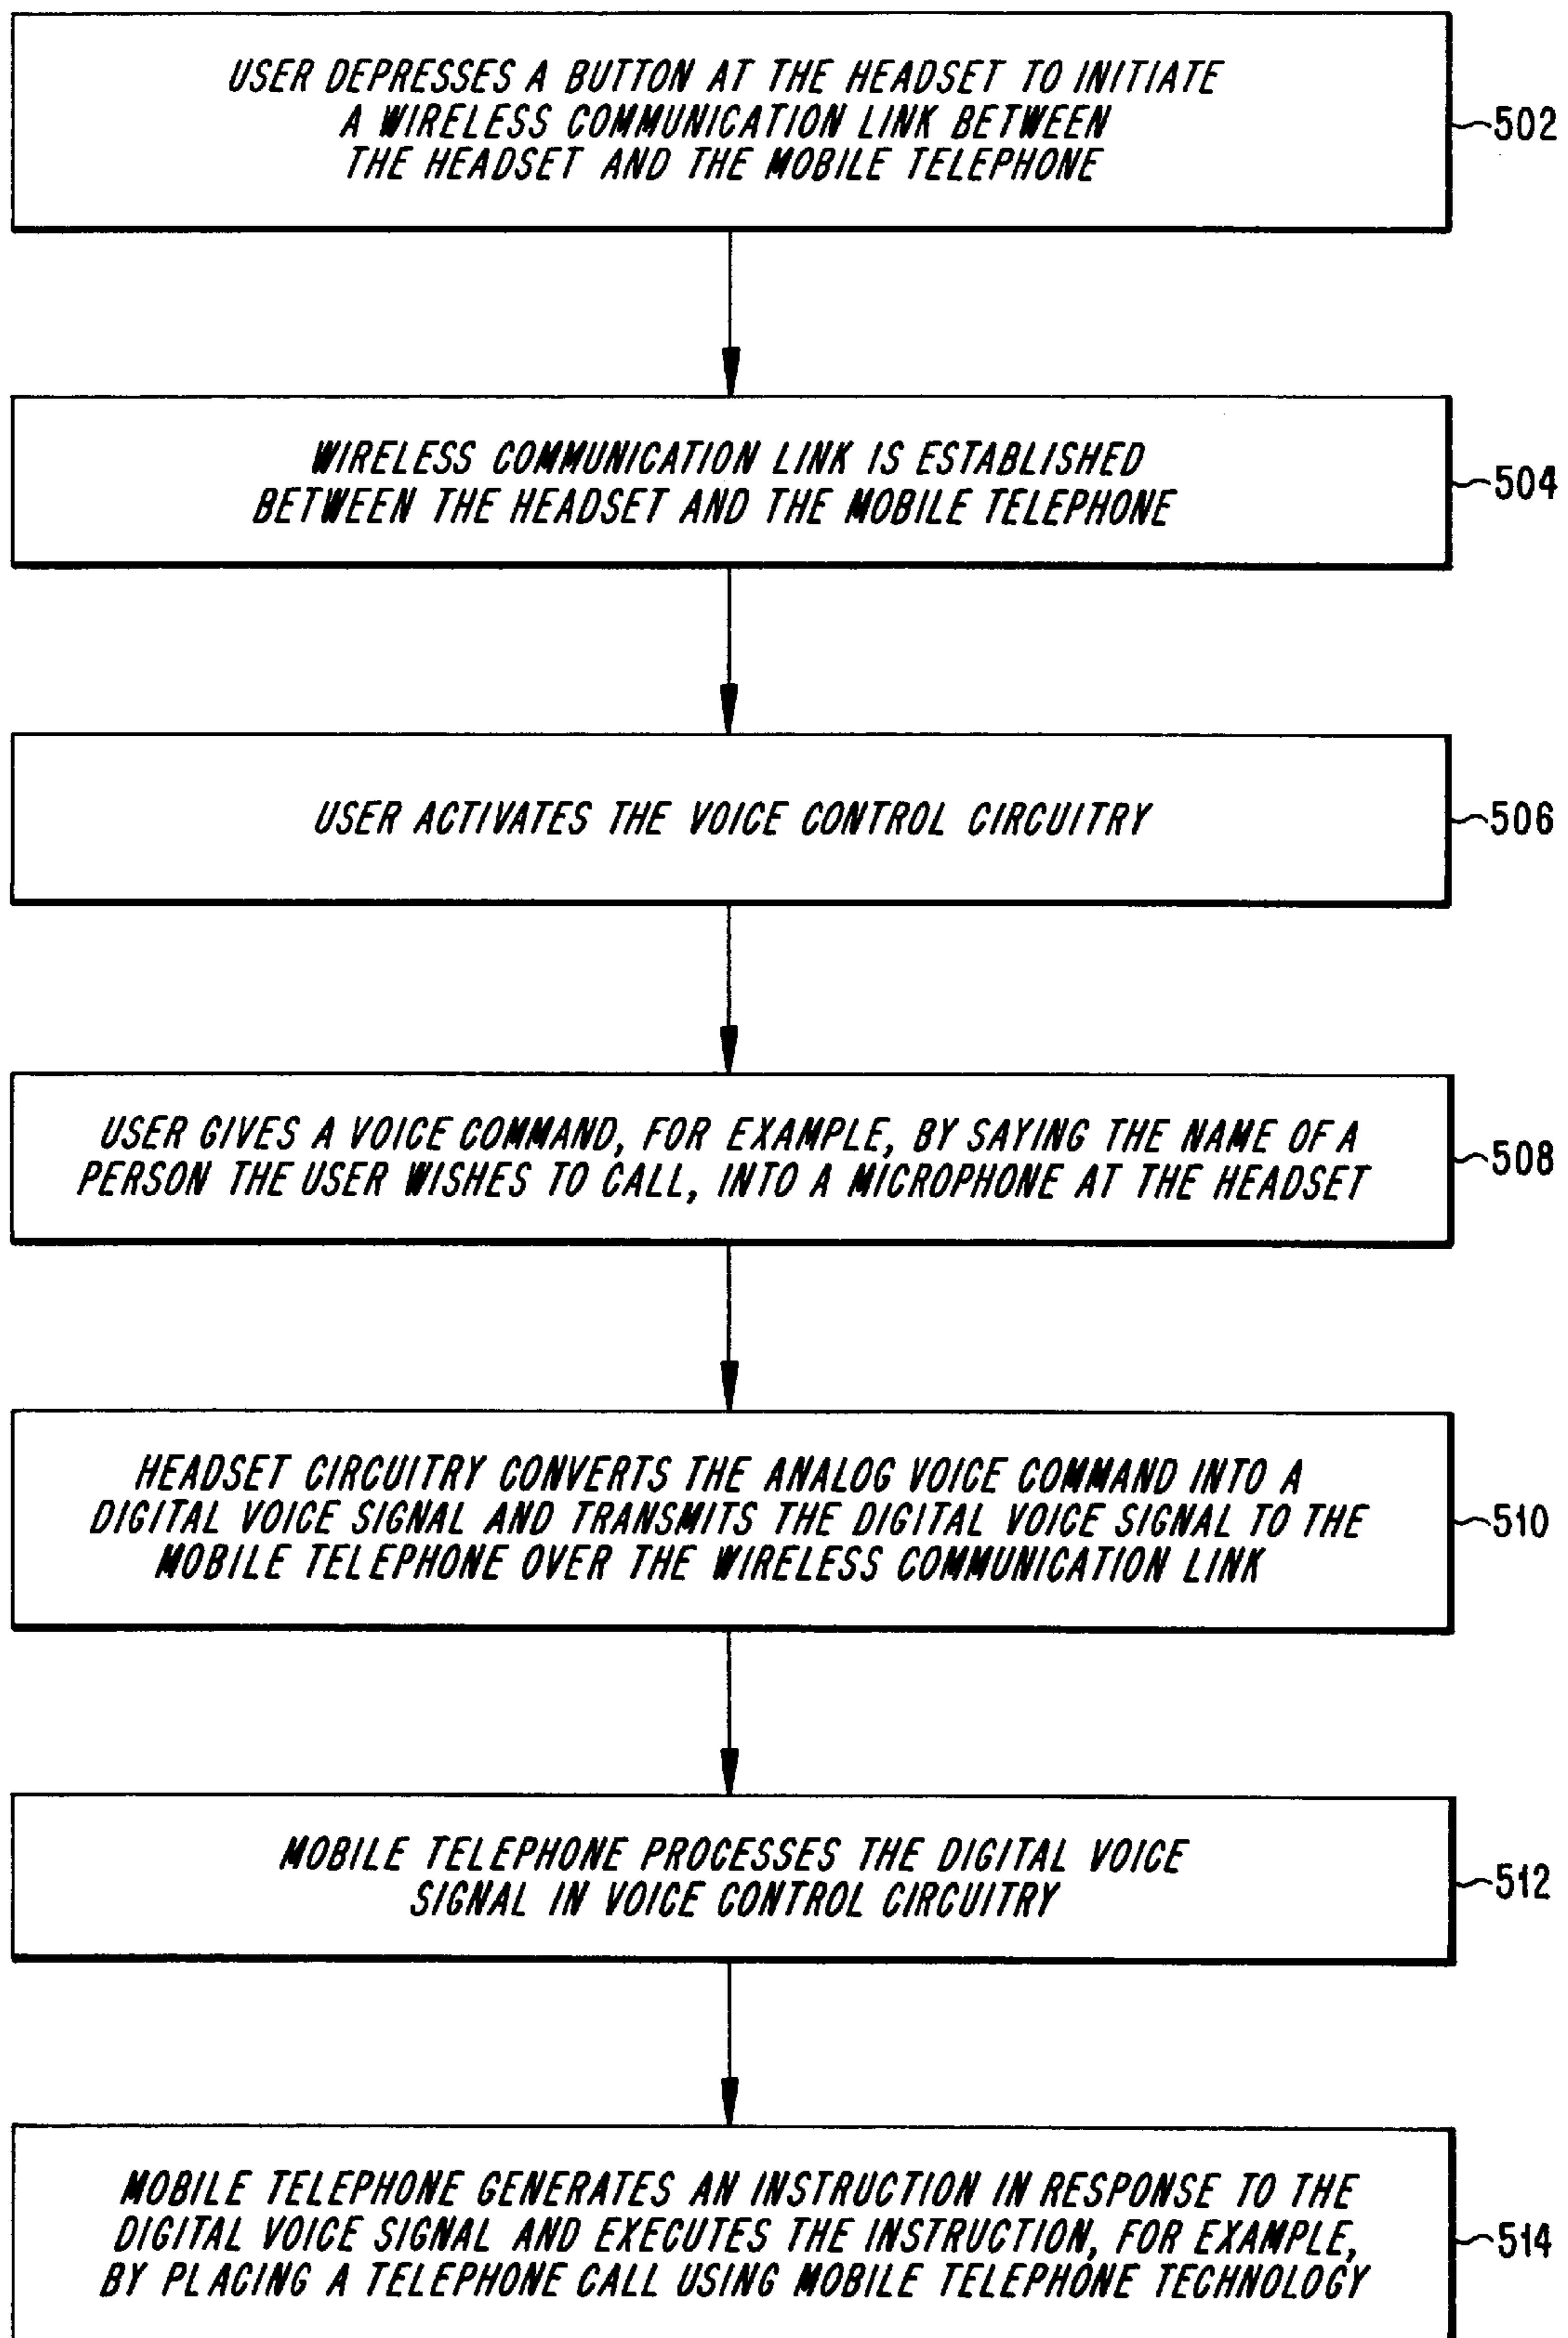 USER DEPRESSES A BUTTON AT THE HEADSET TO INITIATE
A WIRELESS COMMUNICATION LINK BETWEEN
THE HEADSET AND THE MOBILE TELEPHONE
502
WIRELESS COMMUNICATION LINK IS ESTABLISHED
BETWEEN THE HEADSET AND THE MOBILE TELEPHONE
504
USER ACTIVATES THE VOICE CONTROL CIRCUITRY
506
USER GIVES A VOICE COMMAND, FOR EXAMPLE, BY SAYING THE NAME OF A
PERSON THE USER WISHES TO CALL, INTO A MICROPHONE AT THE HEADSET
508
HEADSET CIRCUITRY CONVERTS THE ANALOG VOICE COMMAND INTO A
DIGITAL VOICE SIGNAL AND TRANSMITS THE DIGITAL VOICE SIGNAL TO THE
MOBILE TELEPHONE OVER THE WIRELESS COMMUNICATION LINK
510
MOBILE TELEPHONE PROCESSES THE DIGITAL VOICE
SIGNAL IN VOICE CONTROL CIRCUITRY
512
MOBILE TELEPHONE GENERATES AN INSTRUCTION IN RESPONSE TO THE
DIGITAL VOICE SIGNAL AND EXECUTES THE INSTRUCTION, FOR EXAMPLE,
BY PLACING A TELEPHONE CALL USING MOBILE TELEPHONE TECHNOLOGY
514